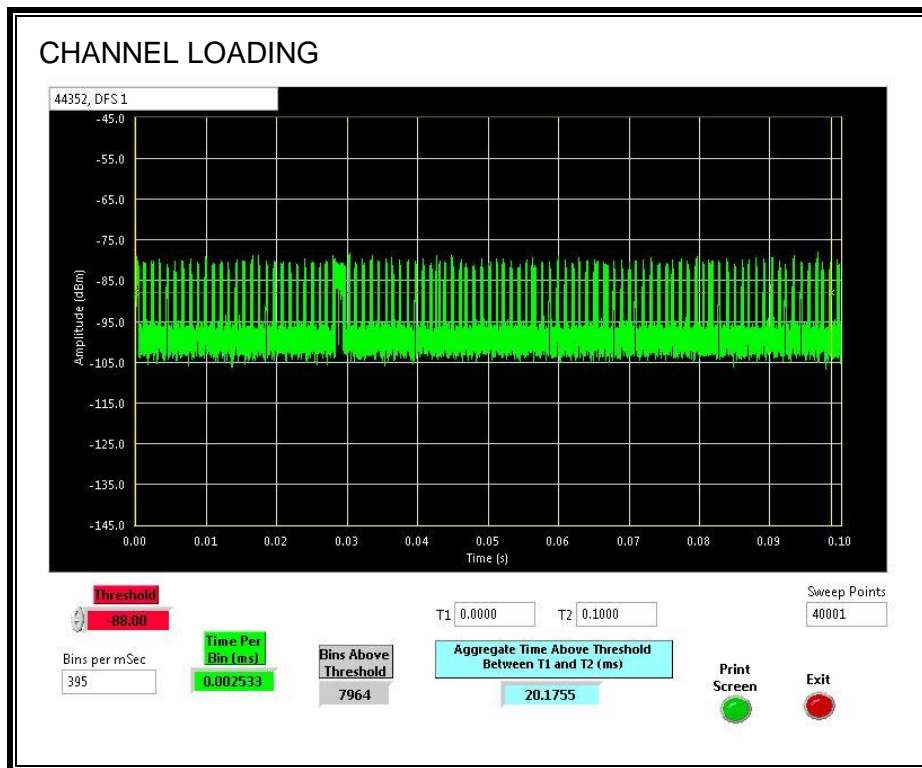 CHANNEL LOADING
44352, DFS 1
-45.0
-55.0
-65.0
-75.0
-85.0
-95.0
-105.0
-115.0
-125.0
-135.0
-145.0
Amplitude (dBm)
0.00 0.01 0.02 0.03 0.04 0.05 0.06 0.07 0.08 0.09 0.10
Time (s)
Threshold
-88.00
Bins per mSec
395
Time Per
Bin (ms)
0.002533
Bins Above
Threshold
7964
T1 0.0000 T2 0.1000
Aggregate Time Above Threshold
Between T1 and T2 (ms)
20.1755
Sweep Points
40001
Print
Screen
Exit